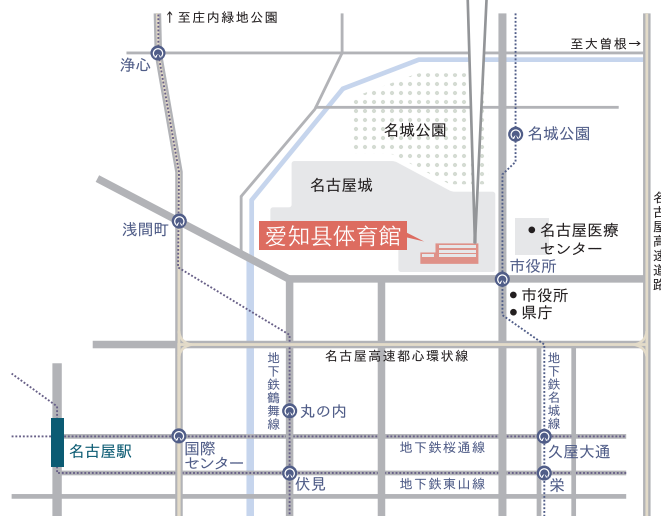 ↑至庄内緑地公園
至大曽根→
浄心
名城公園
名城公園
名古屋城
名古屋高速道路
浅間町
愛知县体育館
名古屋医療
センター
市役所
市役所
県庁
名古屋高速都心環状線
地下鉄鶴舞線
地下鉄名城線
丸の内
名古屋駅
国際
センター
地下鉄桜通線
久屋大通
伏見
地下鉄東山線
栄